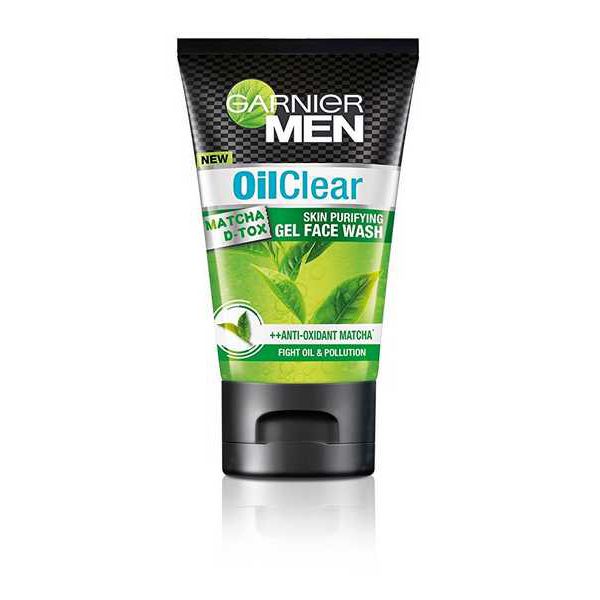 GARNIER
MEN
NEW
OilClear
MATCHA
D-TOX
SKIN PURIFYING
GEL FACE WASH
++ANTI-OXIDANT MATCHA*
FIGHT OIL & POLLUTION